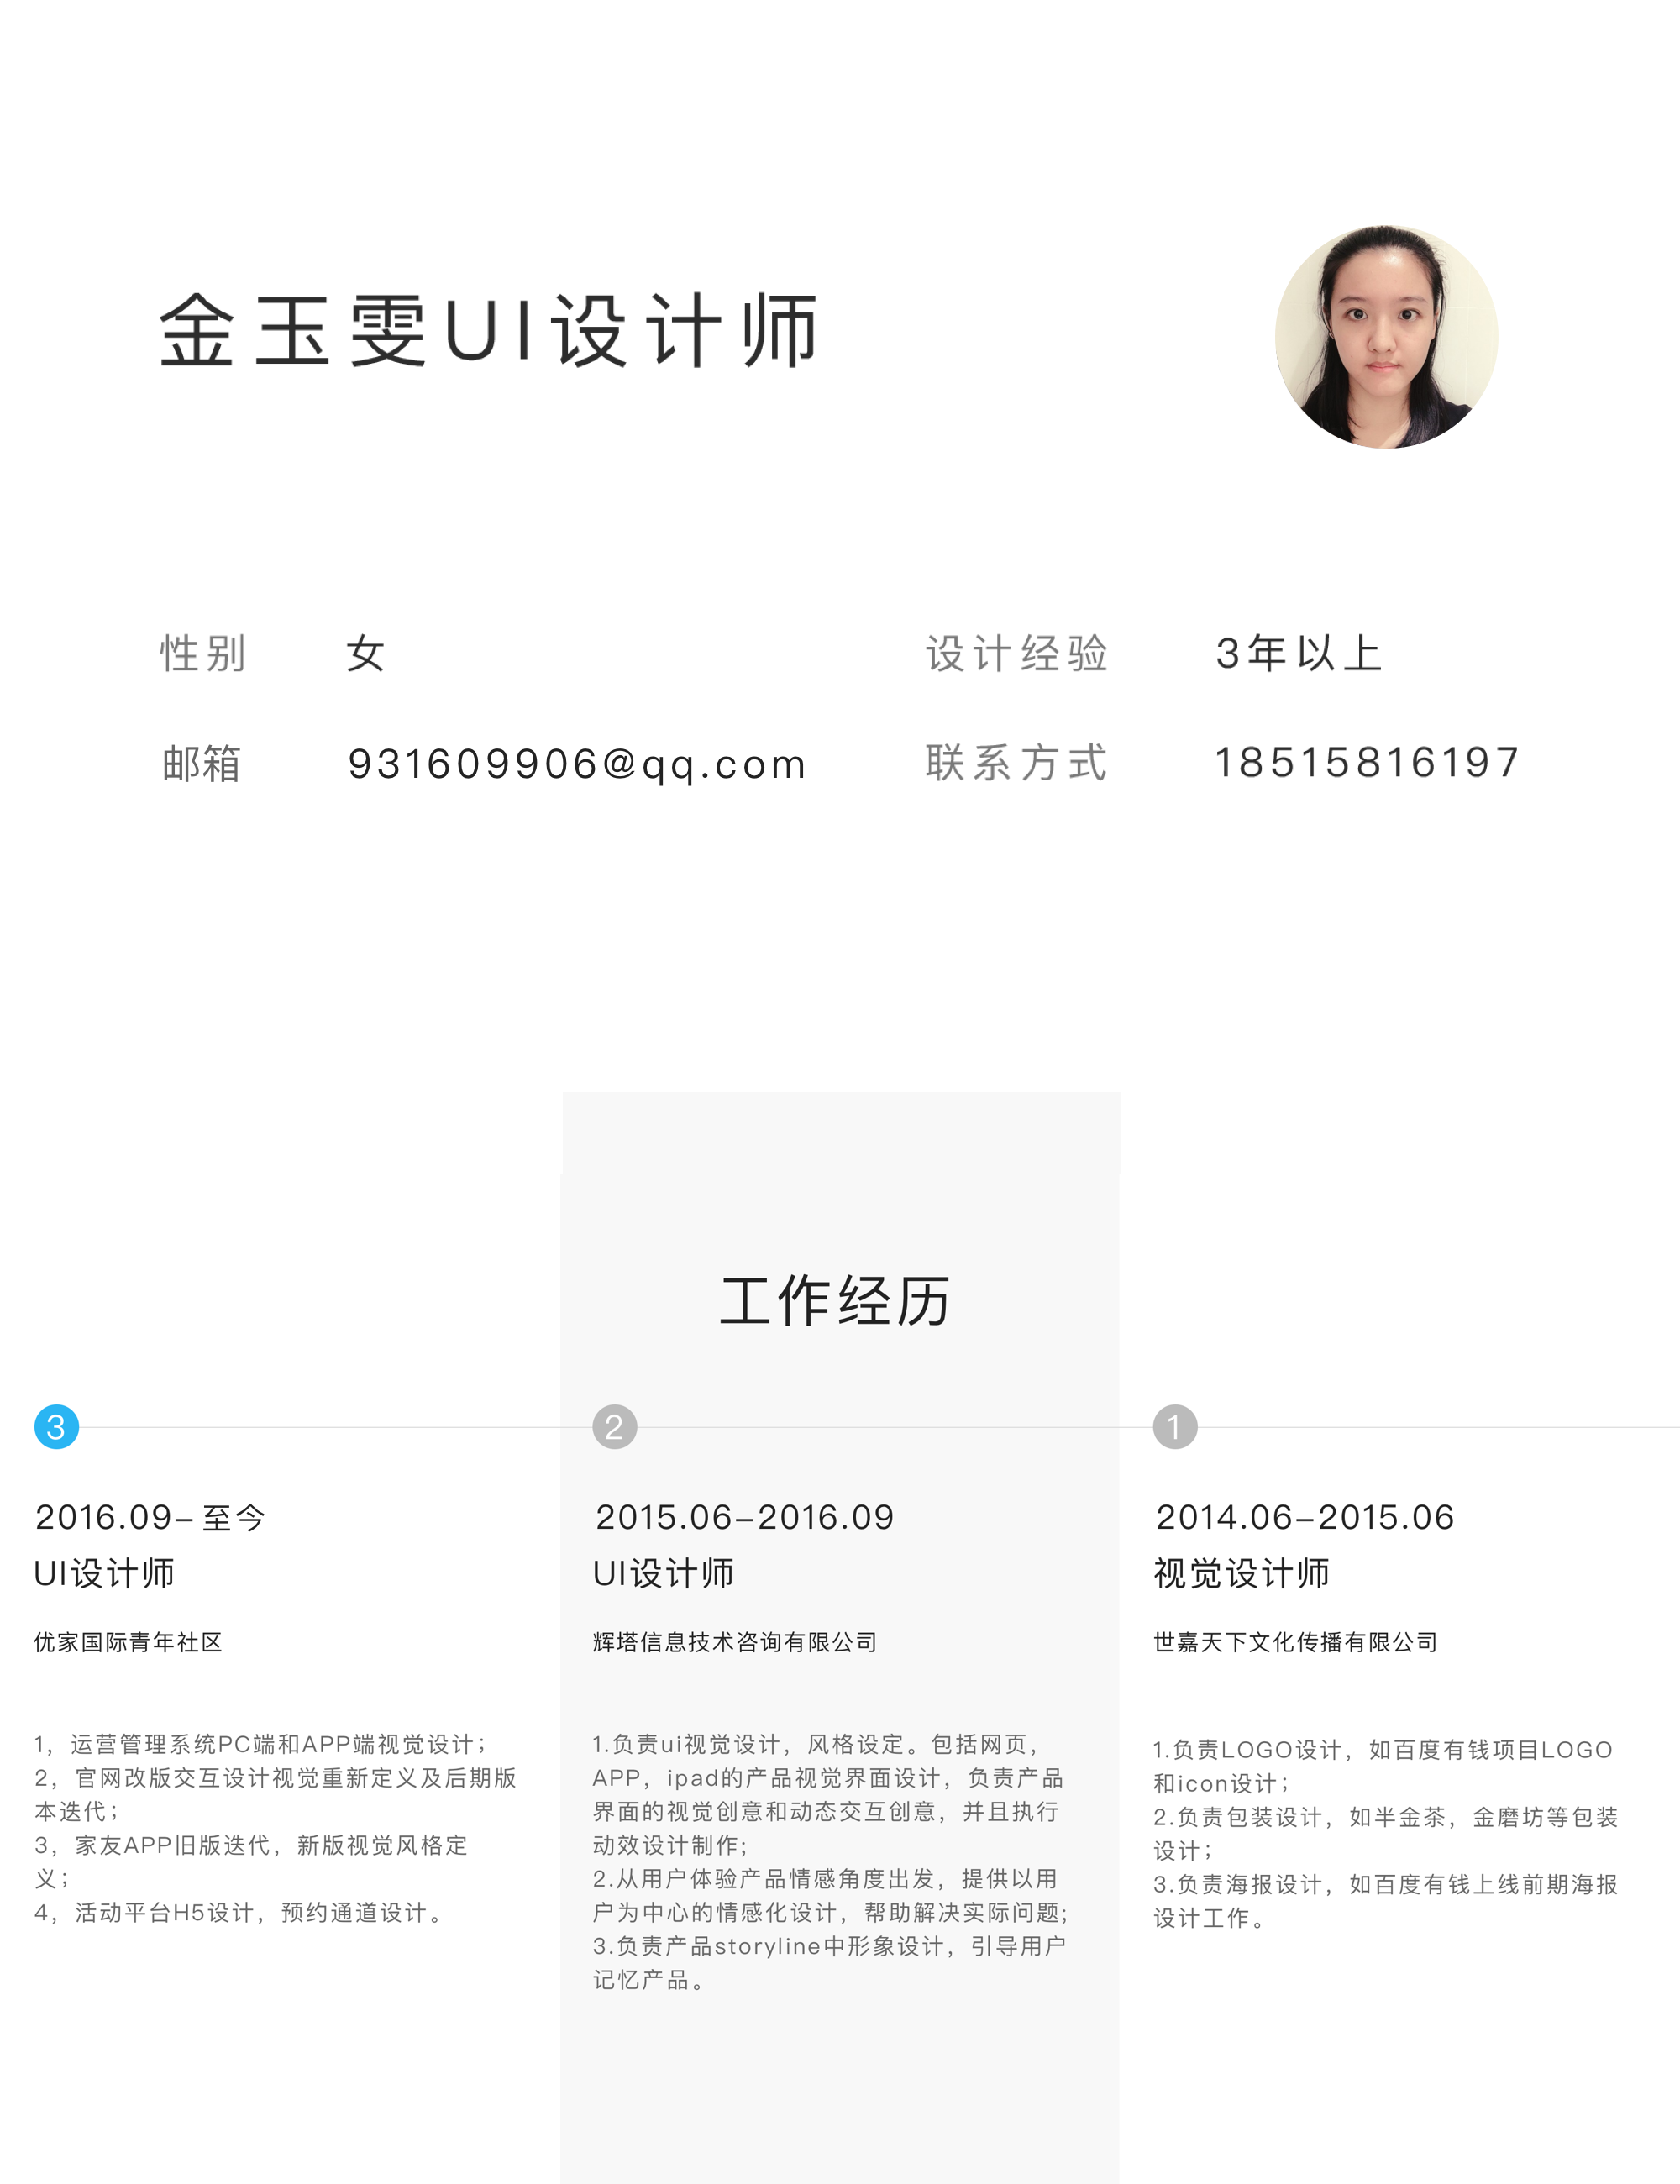 金玉雯UI设计师
性别 女 设计经验 3年以上
邮箱 931609906@qq.com 联系方式 18515816197
工作经历
3
2016.09-至今
UI设计师
优家国际青年社区
1，运营管理系统PC端和APP端视觉设计；
2，官网改版交互设计视觉重新定义及后期版
本迭代；
3，家友APP旧版迭代，新版视觉风格定
义；
4，活动平台H5设计，预约通道设计。
2
2015.06-2016.09
UI设计师
辉塔信息技术咨询有限公司
1.负责ui视觉设计，风格设定。包括网页，
APP，ipad的产品视觉界面设计，负责产品
界面的视觉创意和动态交互创意，并且执行
动效设计制作；
2.从用户体验产品情感角度出发，提供以用
户为中心的情感化设计，帮助解决实际问题；
3.负责产品storyline中形象设计，引导用户
记忆产品。
1
2014.06-2015.06
视觉设计师
世嘉天下文化传播有限公司
1.负责LOGO设计，如百度有钱项目LOGO
和icon设计；
2.负责包装设计，如半金茶，金磨坊等包装
设计；
3.负责海报设计，如百度有钱上线前期海报
设计工作。